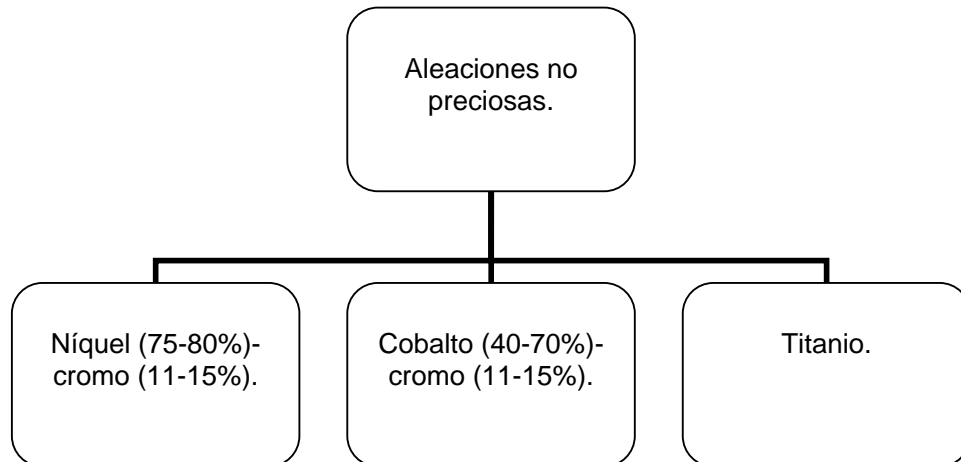 Aleaciones no
preciosas.
Níquel (75-80%)-
cromo (11-15%).
Cobalto (40-70%)-
cromo (11-15%).
Titanio.